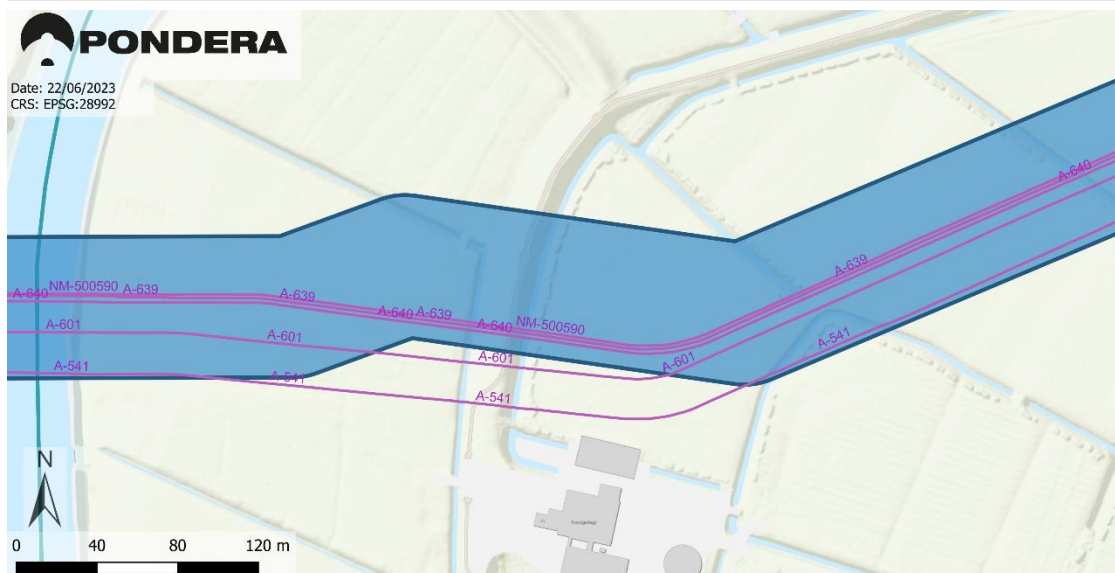 PONDERA
Date: 22/06/2023
CRS: EPSG:28992
A-640
A-640 NM-500590 A-639
A-639
A-639
A-640 A-639
A-640 NM-500590
A-601
A-601
A-601
A-601
A-541
A-541
A-541
A-541
N
0 40 80 120 m